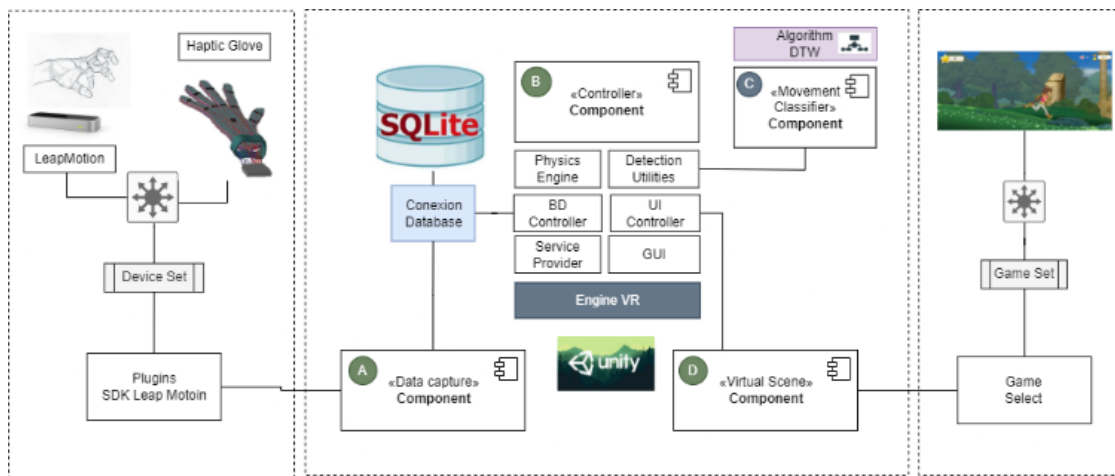 Haptic Glove
LeapMotion
Device Set
Plugins
SDK Leap Motoin
SQLite
Conexion
Database
A
«Data capture»
Component
B
«Controller»
Component
Physics
Engine
Detection
Utilities
BD
Controller
UI
Controller
Service
Provider
GUI
Engine VR
unity
Algorithm
DTW
C
«Movement
Classifier»
Component
D
«Virtual Scene»
Component
Game Set
Game
Select